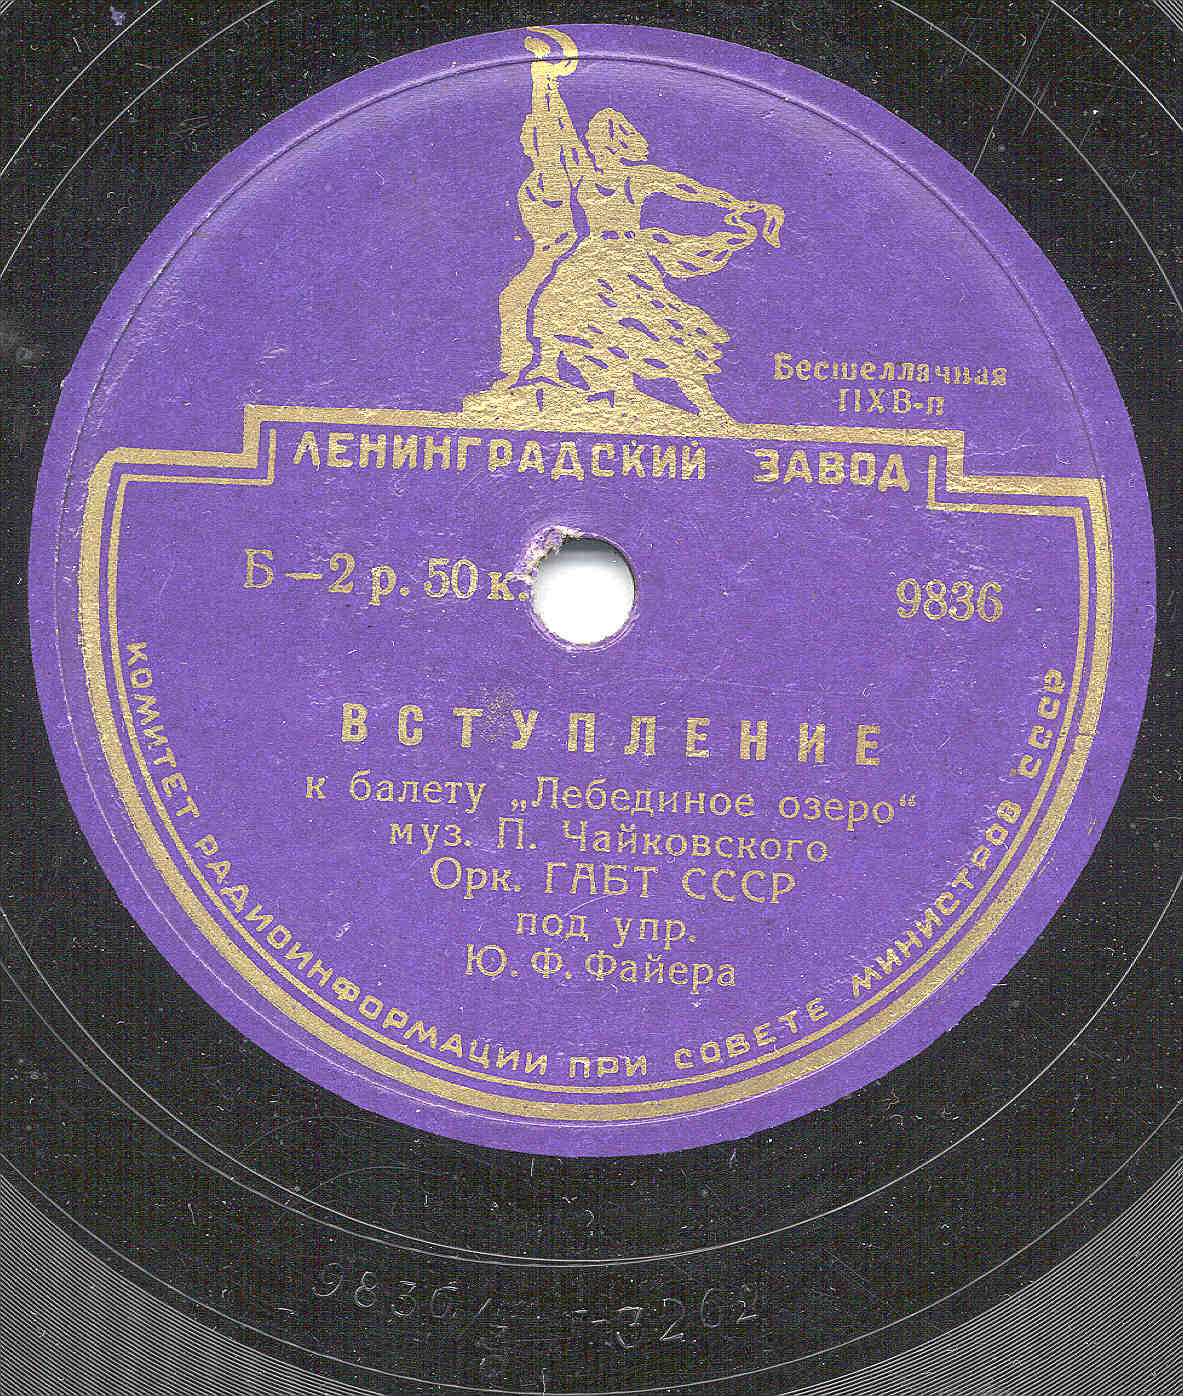 Бесшеллачная
ПХВ-п
ЛЕНИНГРАДСКИЙ ЗАВОД
Б–2 р. 50 к.
9836
ВСТУПЛЕНИЕ
к балету „Лебединое озеро“
муз. П. Чайковского
Орк. ГАБТ СССР
под упр.
Ю. Ф. Файера
КОМИТЕТ РАДИОИНФОРМАЦИИ ПРИ СОВЕТЕ МИНИСТРОВ СССР
9836/